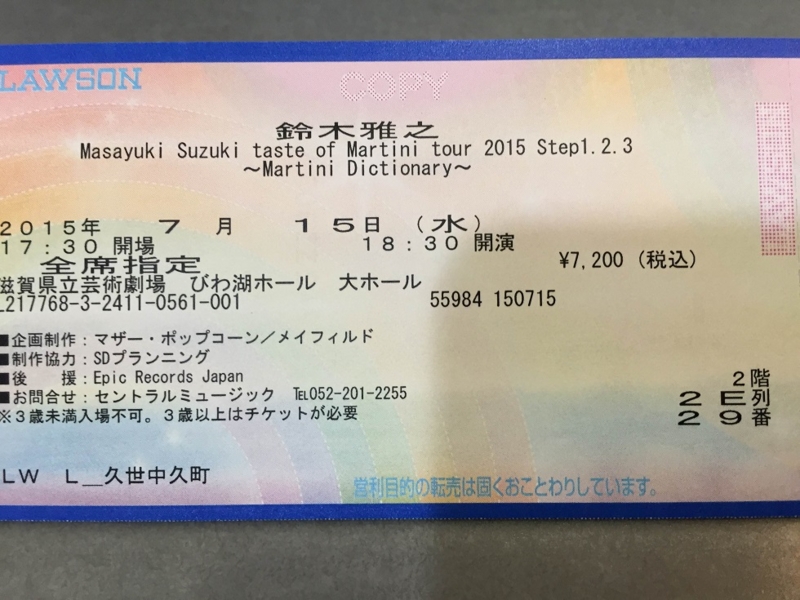 LAWSON
COPY
鈴木雅之
Masayuki Suzuki taste of Martini tour 2015 Step1.2.3
～Martini Dictionary～
2015年 7月 15日 (水)
17:30 開場 18:30 開演
全席指定 ¥7,200 (税込)
滋賀県立芸術劇場 びわ湖ホール 大ホール
L217768-3-2411-0561-001 55984 150715
■企画制作：マザー・ポップコーン／メイフィルド
■制作協力：SDプランニング
■後 援：Epic Records Japan
■お問合せ：セントラルミュージック ℡052-201-2255
※3歳未満入場不可。3歳以上はチケットが必要
2階
2E列
29番
LW L＿久世中久町
営利目的の転売は固くおことわりしています。